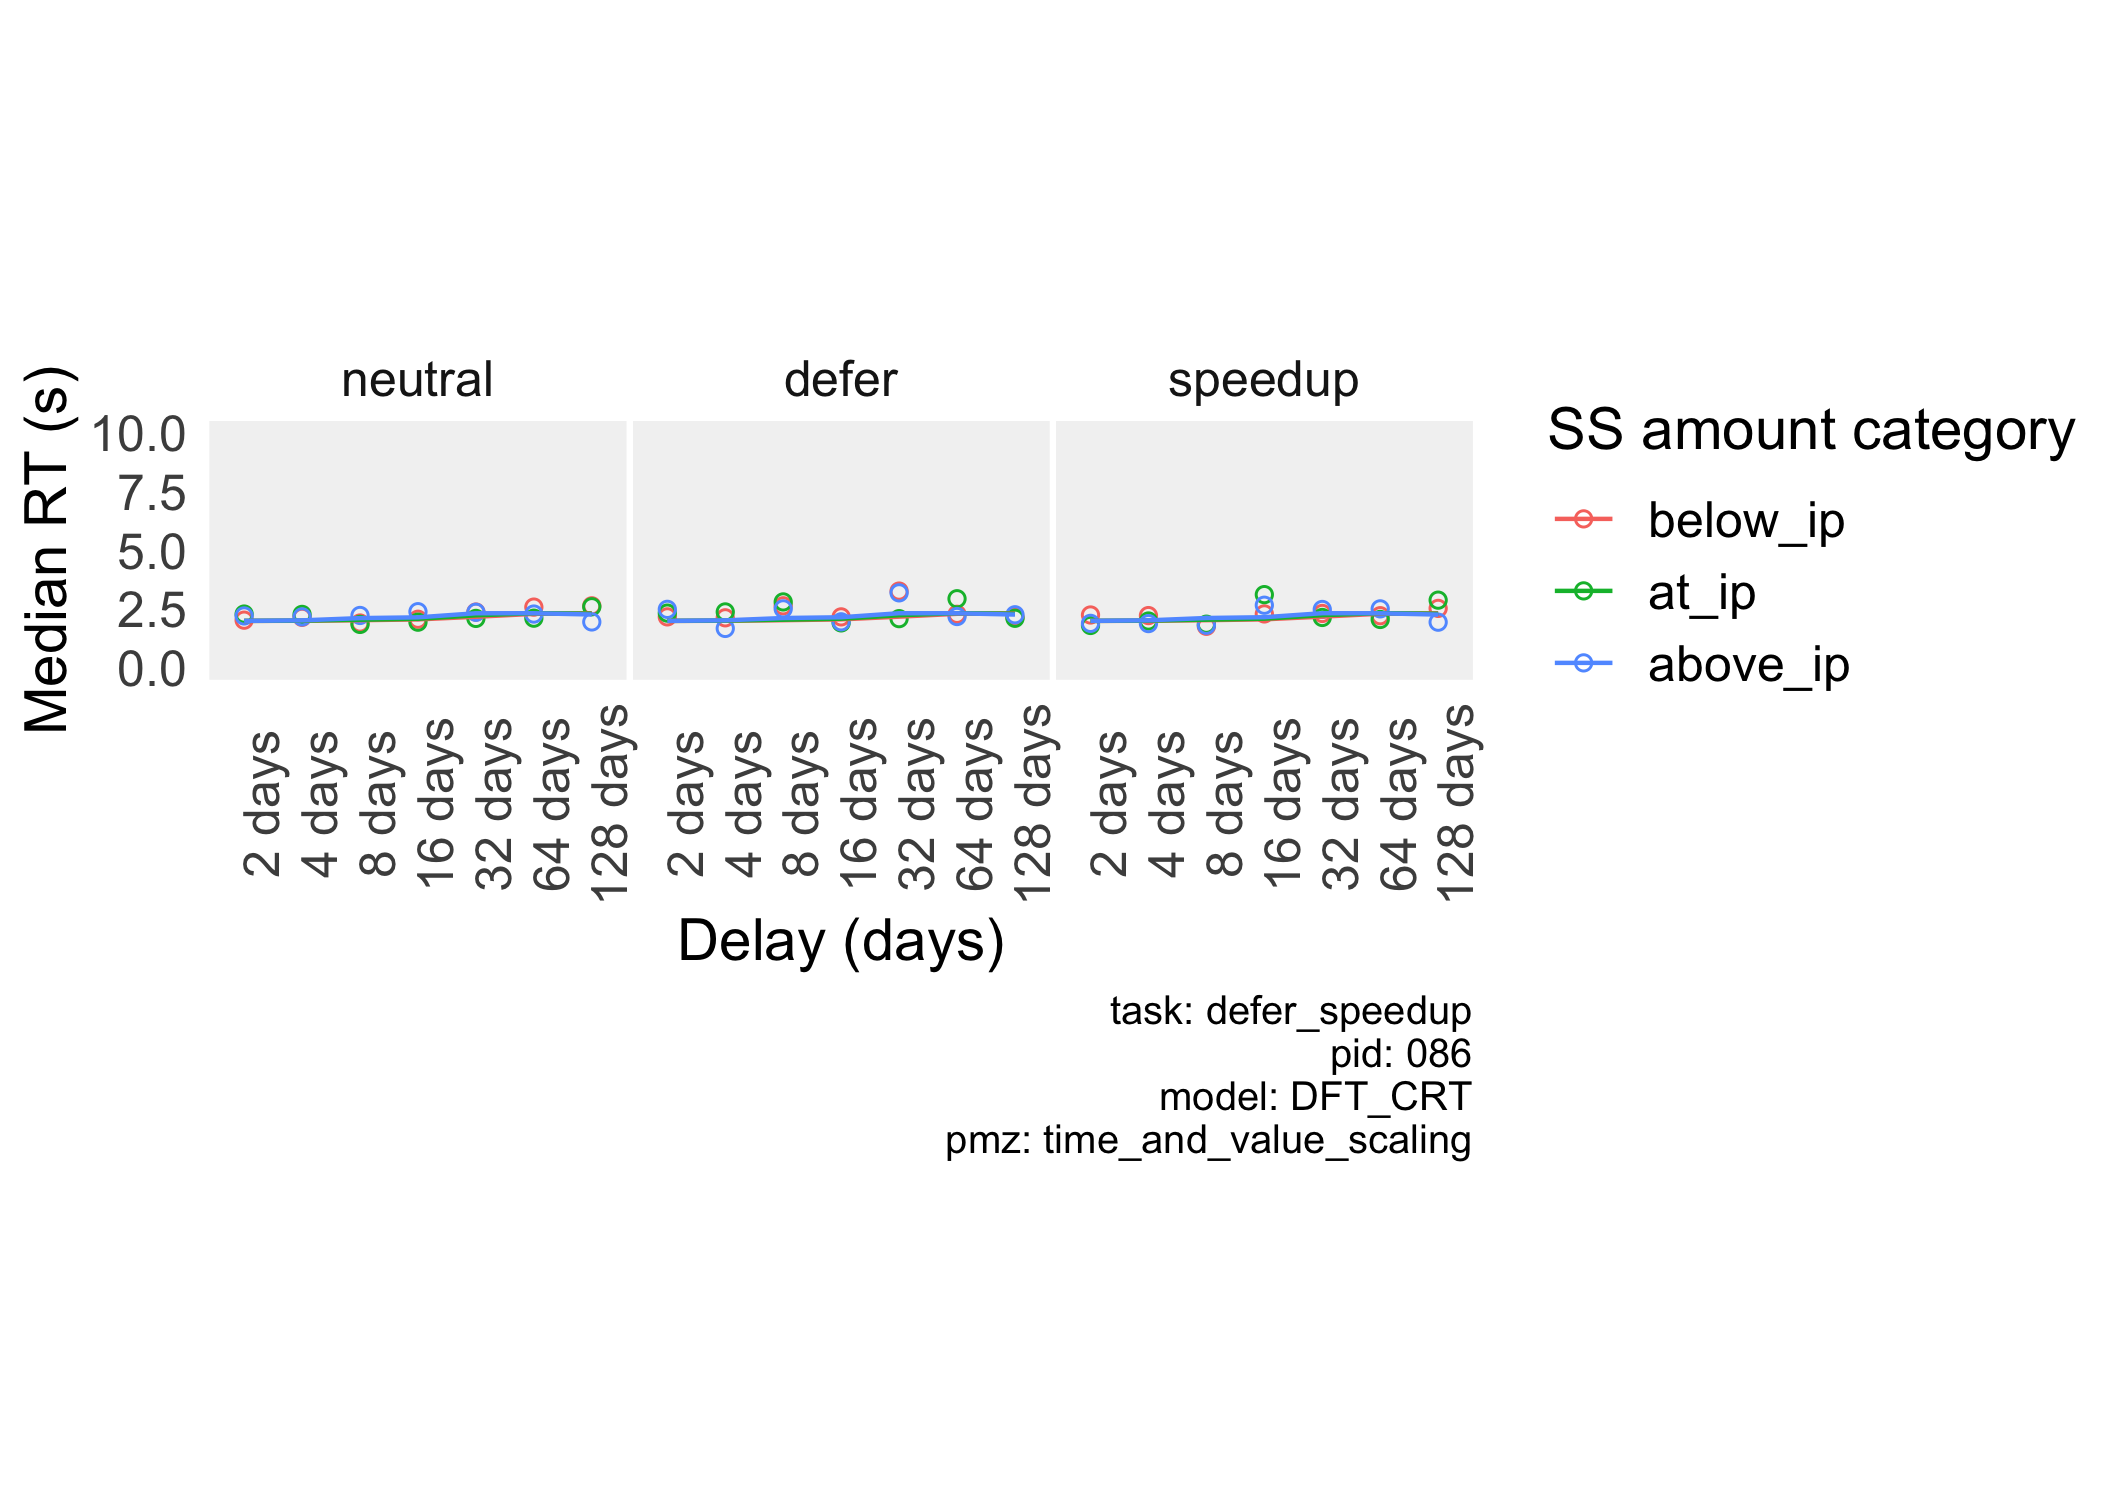 neutral
defer
speedup
Median RT (s)
10.0
7.5
5.0
2.5
0.0
2 days
4 days
8 days
16 days
32 days
64 days
128 days
2 days
4 days
8 days
16 days
32 days
64 days
128 days
2 days
4 days
8 days
16 days
32 days
64 days
128 days
Delay (days)
SS amount category
below_ip
at_ip
above_ip
task: defer_speedup
pid: 086
model: DFT_CRT
pmz: time_and_value_scaling